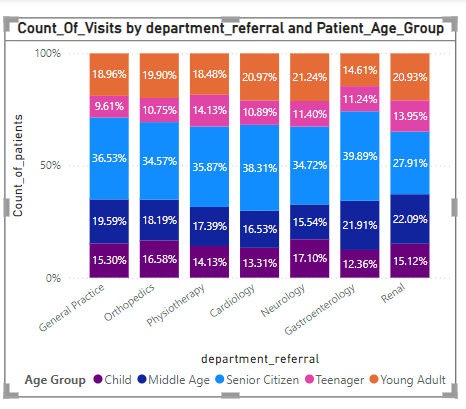 Count_Of_Visits by department_referral and Patient_Age_Group
Count_of_patients
100%
50%
0%
18.96% 19.90% 18.48% 20.97% 21.24% 14.61% 20.93%
9.61% 10.75% 14.13% 10.89% 11.40% 11.24% 13.95%
36.53% 34.57% 35.87% 38.31% 34.72% 39.89% 27.91%
19.59% 18.19% 17.39% 16.53% 15.54% 21.91% 22.09%
15.30% 16.58% 14.13% 13.31% 17.10% 12.36% 15.12%
General Practice
Orthopedics
Physiotherapy
Cardiology
Neurology
Gastroenterology
Renal
department_referral
Age Group Child Middle Age Senior Citizen Teenager Young Adult